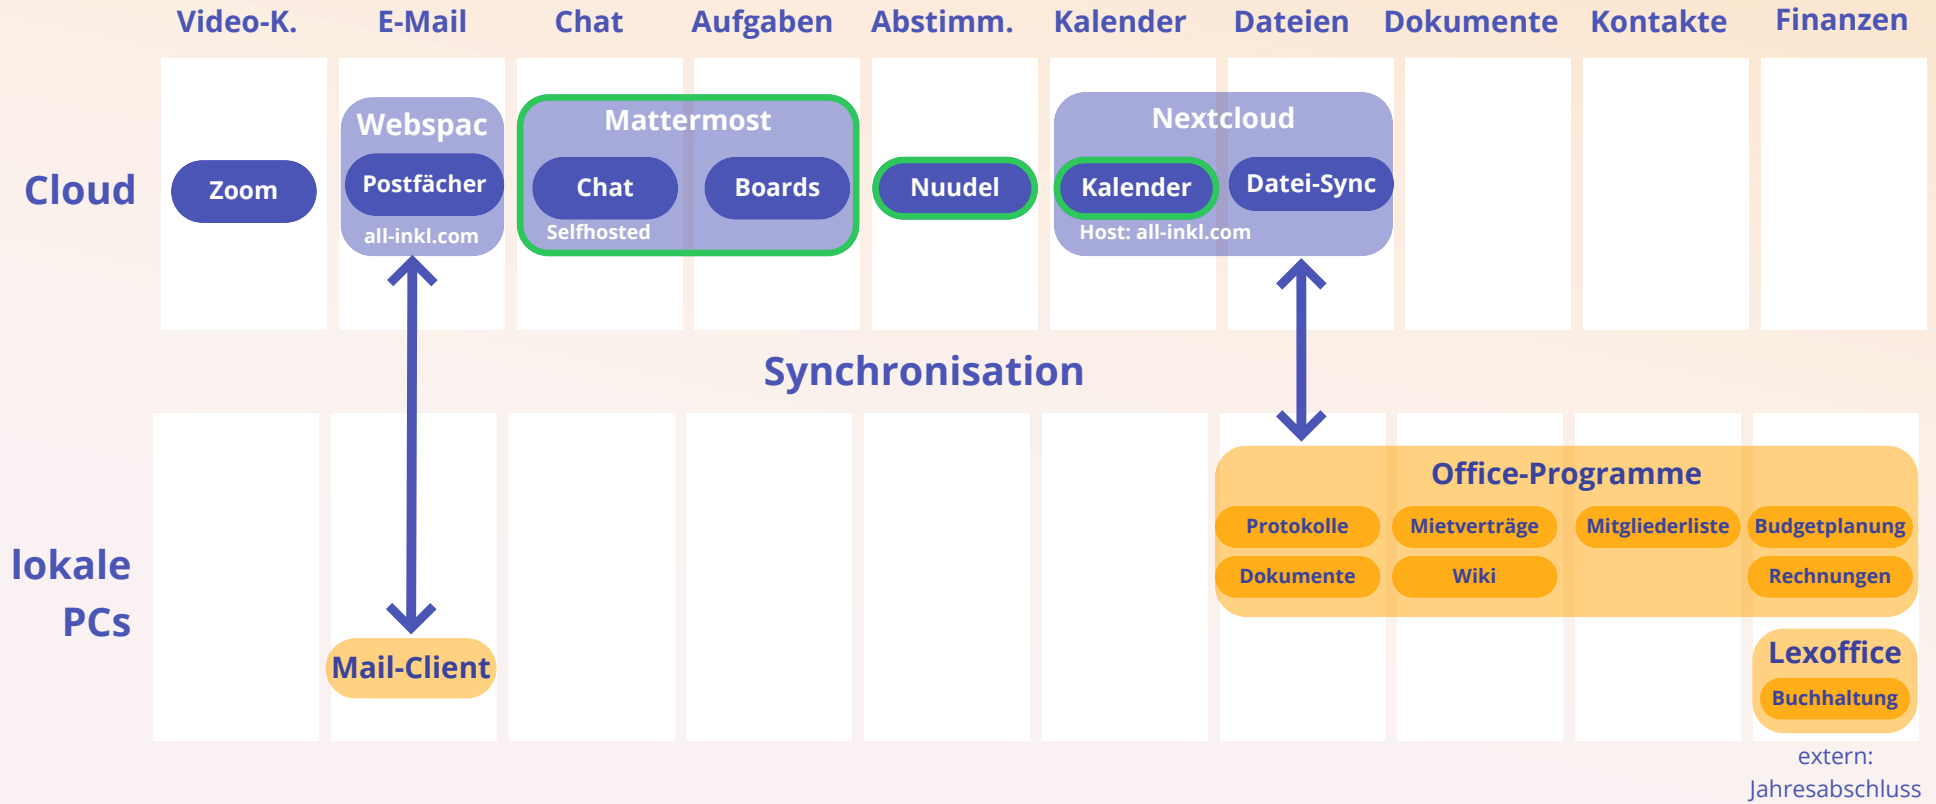 Video-K. E-Mail Chat Aufgaben Abstimm. Kalender Dateien Dokumente Kontakte Finanzen
Cloud
Zoom
Webspac
Postfächer
all-inkl.com
Mattermost
Chat Boards
Selfhosted
Nuudel
Nextcloud
Kalender Datei-Sync
Host: all-inkl.com
Synchronisation
lokale
PCs
Mail-Client
Office-Programme
Protokolle Mietverträge Mitgliederliste Budgetplanung
Dokumente Wiki Rechnungen
Lexoffice
Buchhaltung
extern:
Jahresabschluss